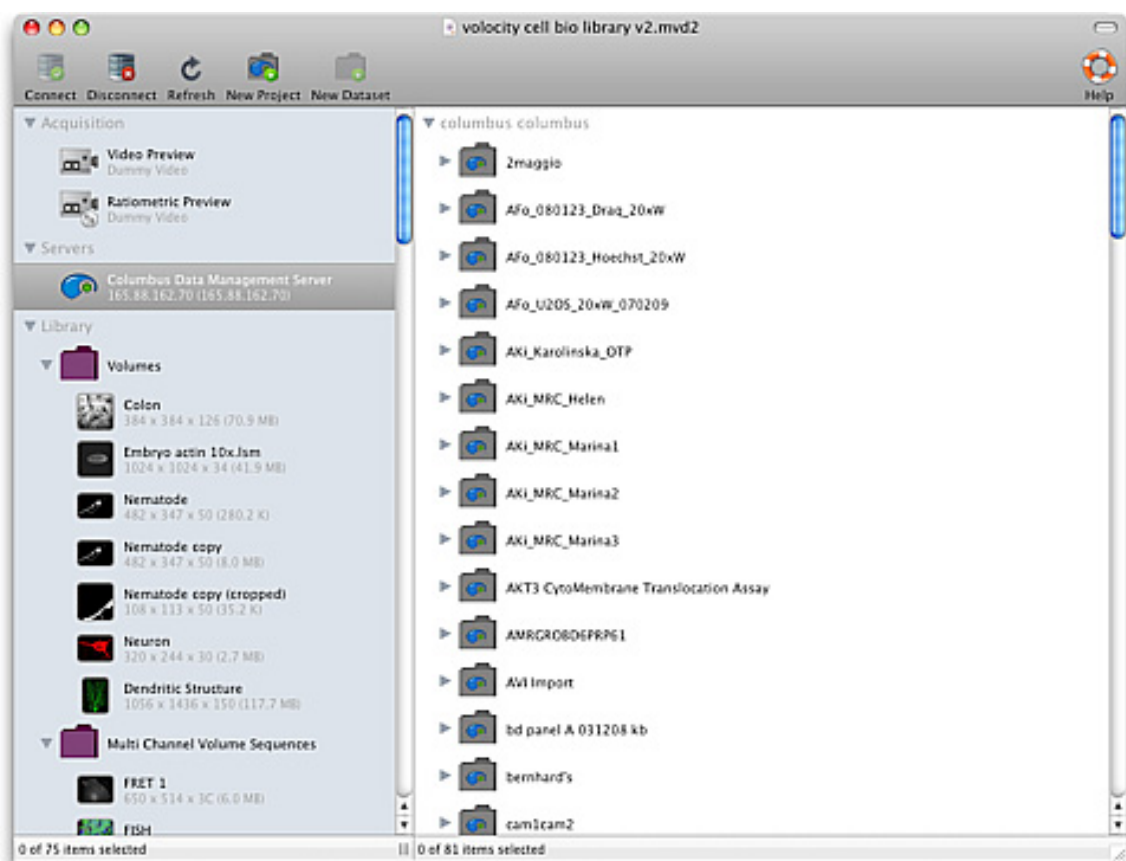 volocity cell bio library v2.mvd2
Connect Disconnect Refresh New Project New Dataset Help
Acquisition
Video Preview
Dummy Video
Ratiometric Preview
Dummy Video
Servers
Columbus Data Management Server
165.88.162.70 (165.88.162.70)
Library
Volumes
Colon
384 x 384 x 126 (70.9 MB)
Embryo actin 10x.lsm
1024 x 1024 x 34 (41.9 MB)
Nematode
482 x 347 x 50 (280.2 K)
Nematode copy
482 x 347 x 50 (8.0 MB)
Nematode copy (cropped)
108 x 113 x 50 (35.2 K)
Neuron
320 x 244 x 30 (2.7 MB)
Dendritic Structure
1056 x 1436 x 150 (117.7 MB)
Multi Channel Volume Sequences
FRET 1
650 x 514 x 3C (6.0 MB)
FISH
0 of 75 items selected
columbus columbus
2maggio
AFo_080123_Draq_20xW
AFo_080123_Hoechst_20xW
AFo_U2OS_20xW_070209
AKi_Karolinska_OTP
AKi_MRC_Helen
AKi_MRC_Marina1
AKi_MRC_Marina2
AKi_MRC_Marina3
AKT3 CytoMembrane Translocation Assay
AMRGRO8D6PRP61
AVI Import
bd panel A 031208 kb
bernhard's
cam1cam2
0 of 81 items selected